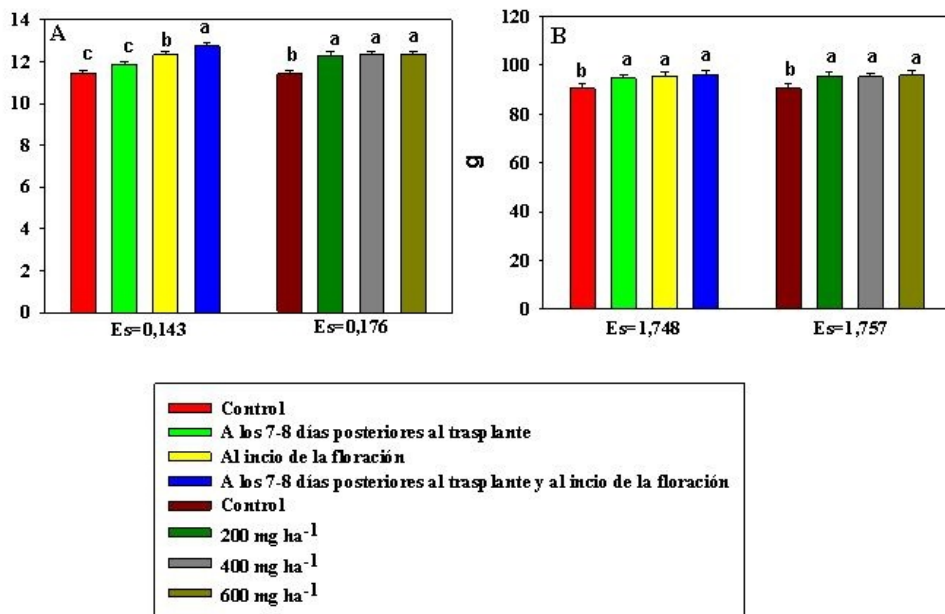 A
14
12
10
8
6
4
2
0
c c b a
b a a a
Es=0,143 Es=0,176
B
g
120
100
80
60
40
20
0
b a a a
b a a a
Es=1,748 Es=1,757
Control
A los 7-8 días posteriores al trasplante
Al incio de la floración
A los 7-8 días posteriores al trasplante y al incio de la floración
Control
200 mg ha-1
400 mg ha-1
600 mg ha-1